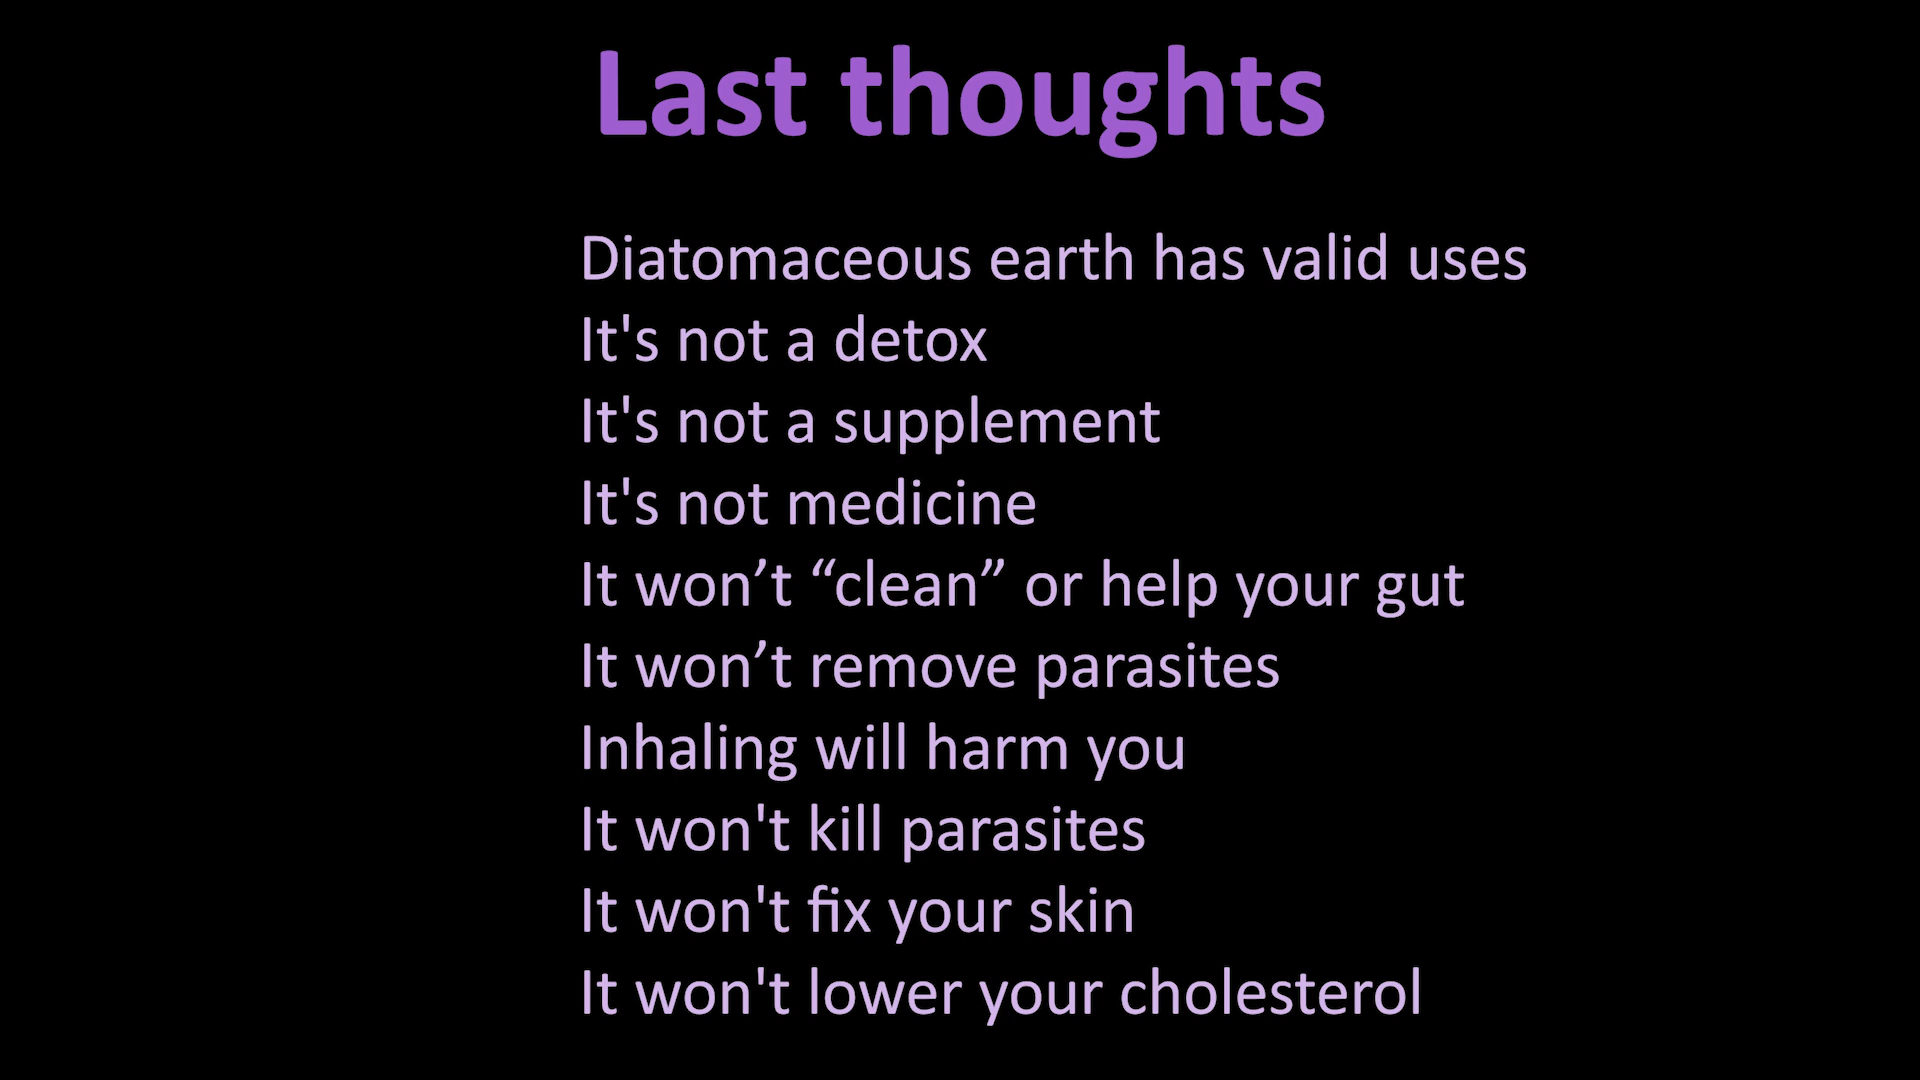 Last thoughts
Diatomaceous earth has valid uses
It's not a detox
It's not a supplement
It's not medicine
It won’t “clean” or help your gut
It won’t remove parasites
Inhaling will harm you
It won't kill parasites
It won't fix your skin
It won't lower your cholesterol